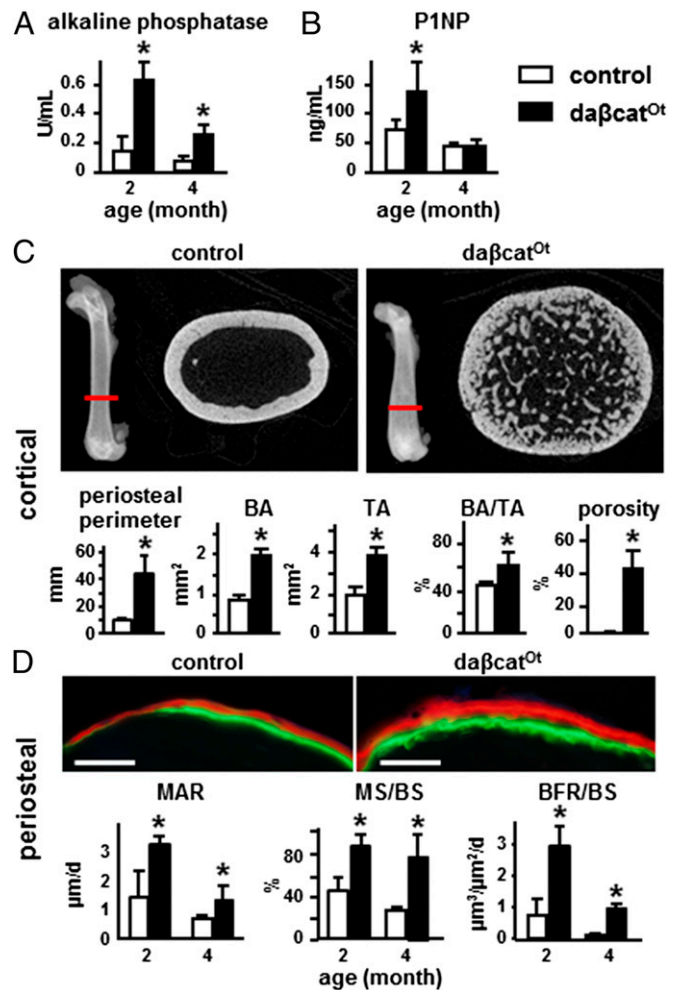 A alkaline phosphatase
U/mL
0.6
0.4
0.2
0
*
*
2 4
age (month)
B P1NP
ng/mL
150
100
50
0
*
2 4
age (month)
control
daβcatᴼᵗ
C
control daβcatᴼᵗ
cortical
periosteal
perimeter
mm
60
40
20
0
*
BA
mm²
2
1
0
*
TA
mm²
4
2
0
*
BA/TA
%
80
40
0
*
porosity
%
60
40
20
0
*
D
control daβcatᴼᵗ
periosteal
MAR
µm/d
3
2
1
0
*
*
2 4
MS/BS
%
80
40
0
*
*
2 4
BFR/BS
µm³/µm²/d
3
2
1
0
*
*
2 4
age (month)